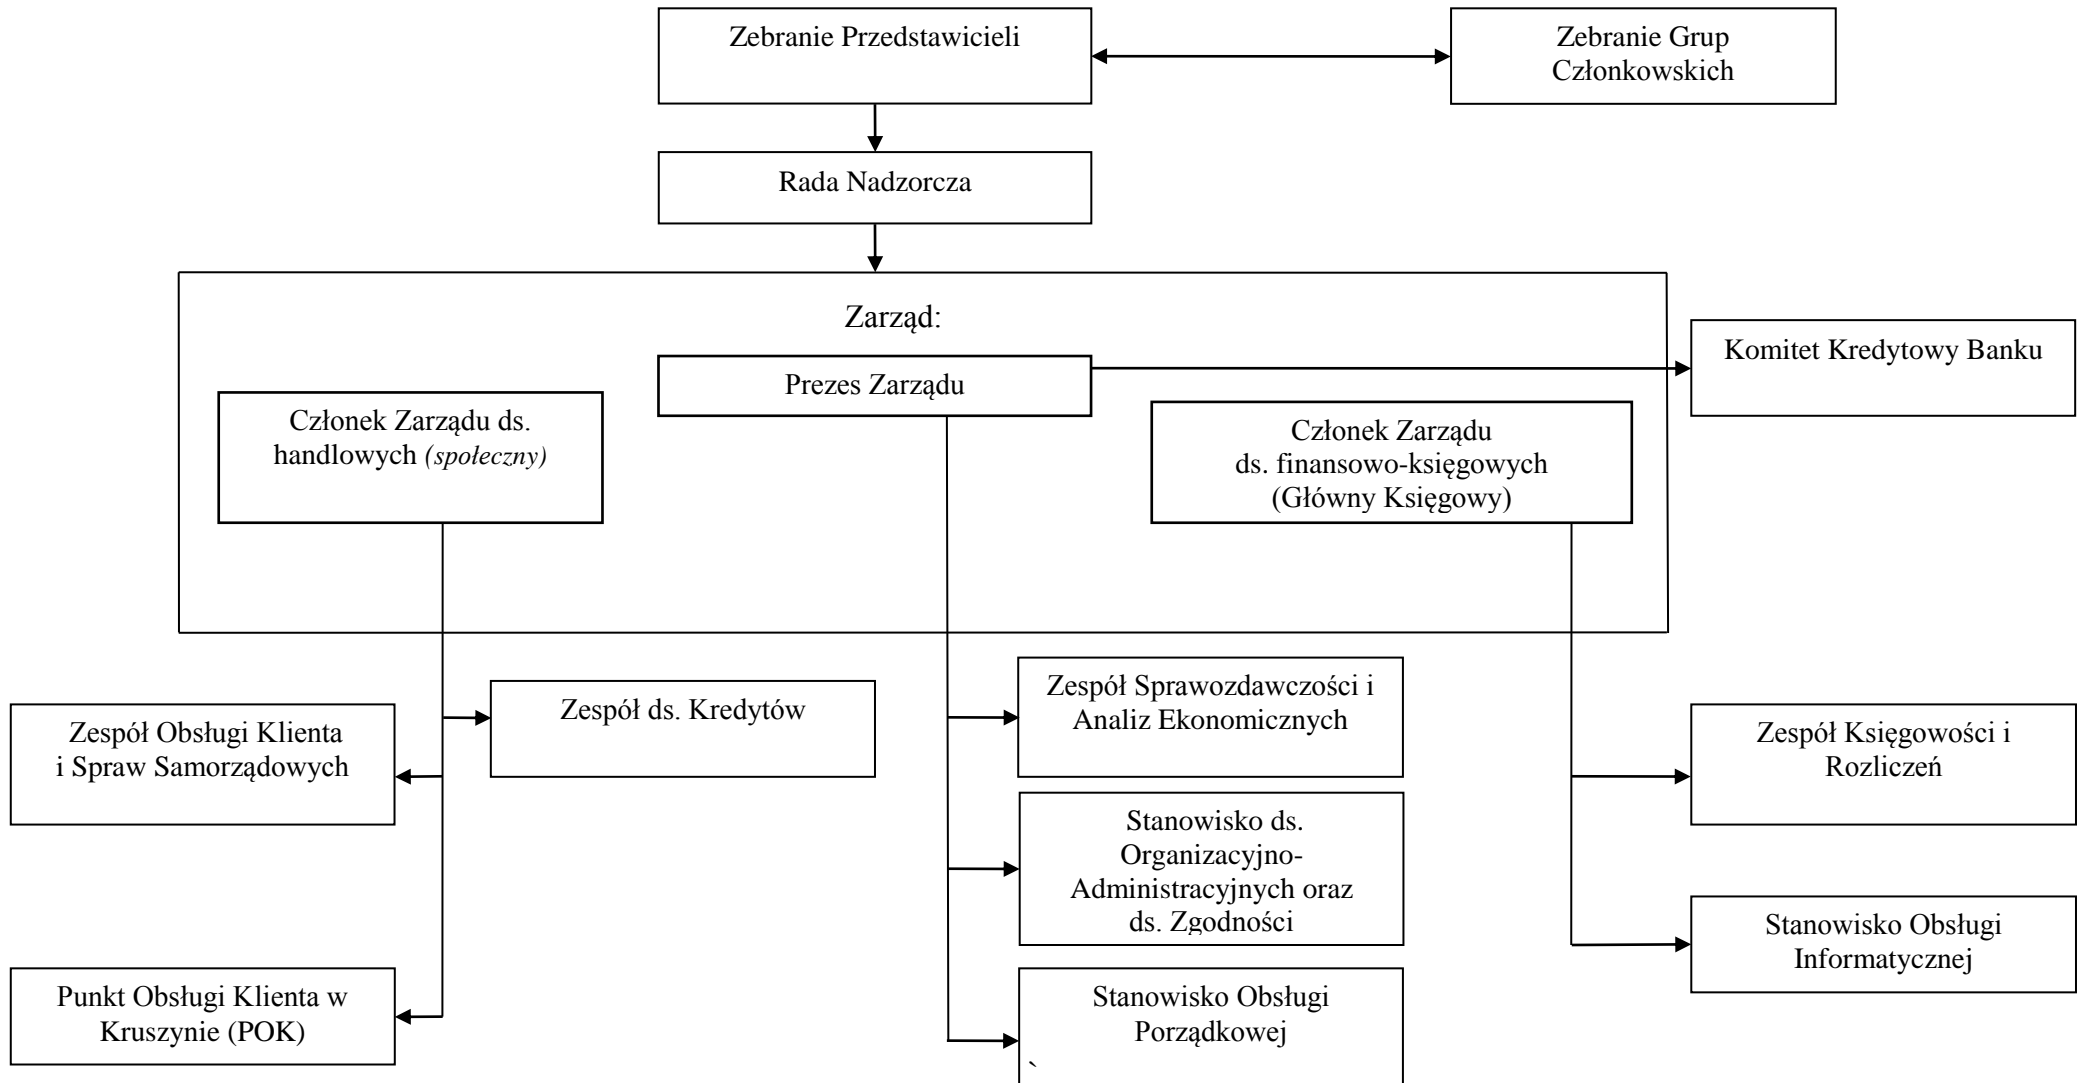 Zebranie Przedstawicieli
Zebranie Grup
Członkowskich
Rada Nadzorcza
Zarząd:
Prezes Zarządu
Komitet Kredytowy Banku
Członek Zarządu ds.
handlowych (społeczny)
Członek Zarządu
ds. finansowo-księgowych
(Główny Księgowy)
Zespół Obsługi Klienta
i Spraw Samorządowych
Zespół ds. Kredytów
Zespół Sprawozdawczości i
Analiz Ekonomicznych
Zespół Księgowości i
Rozliczeń
Stanowisko ds.
Organizacyjno-
Administracyjnych oraz
ds. Zgodności
Stanowisko Obsługi
Informatycznej
Punkt Obsługi Klienta w
Kruszynie (POK)
Stanowisko Obsługi
Porządkowej
`